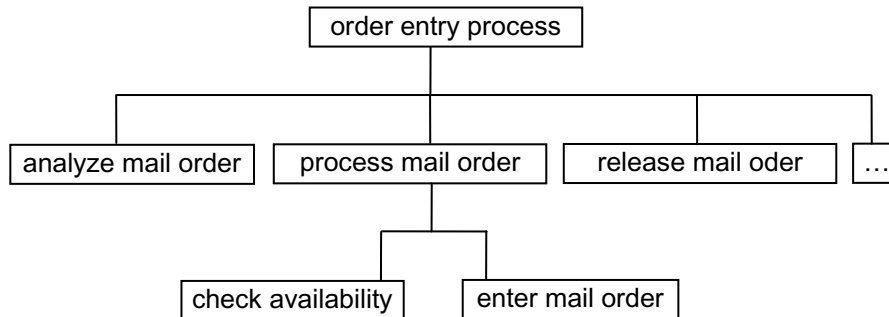 order entry process
analyze mail order
process mail order
release mail oder
…
check availability
enter mail order